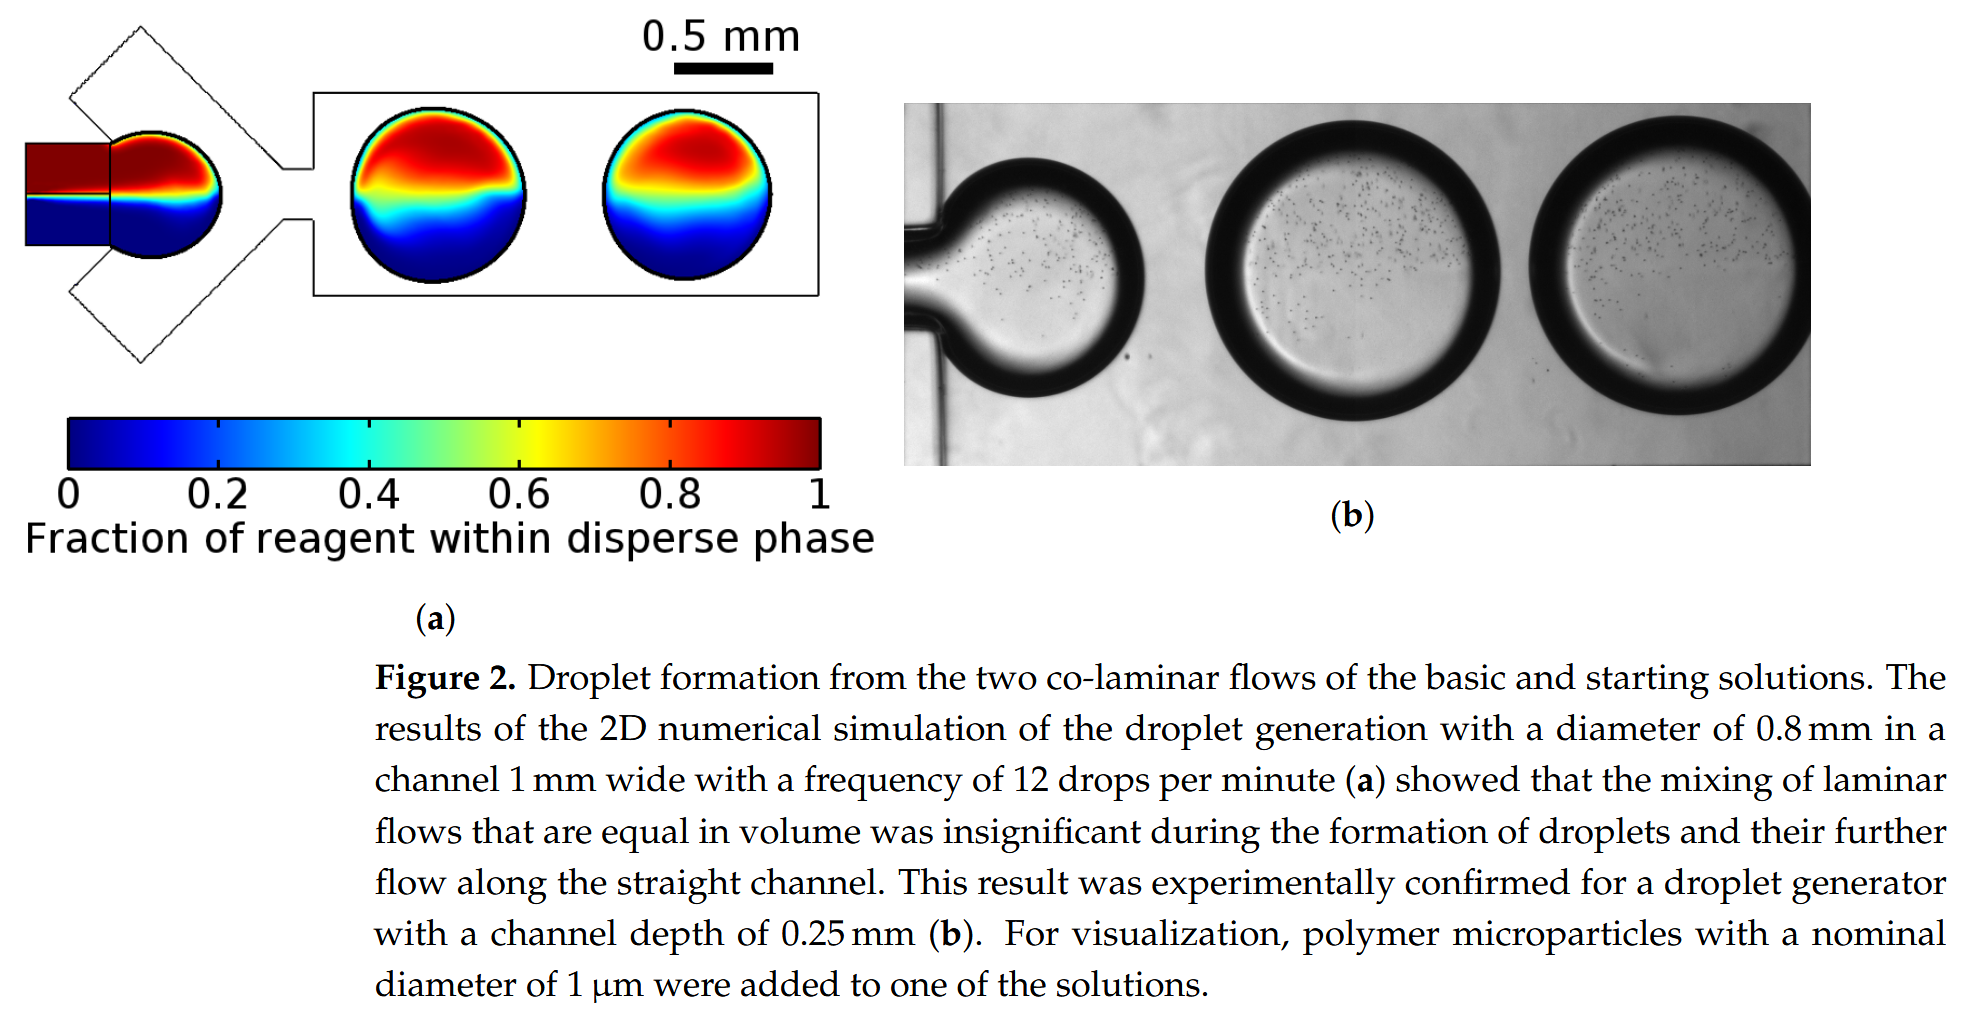 0.5 mm
0 0.2 0.4 0.6 0.8 1
Fraction of reagent within disperse phase
(b)
(a)
Figure 2. Droplet formation from the two co-laminar flows of the basic and starting solutions. The
results of the 2D numerical simulation of the droplet generation with a diameter of 0.8 mm in a
channel 1 mm wide with a frequency of 12 drops per minute (a) showed that the mixing of laminar
flows that are equal in volume was insignificant during the formation of droplets and their further
flow along the straight channel. This result was experimentally confirmed for a droplet generator
with a channel depth of 0.25 mm (b). For visualization, polymer microparticles with a nominal
diameter of 1 μm were added to one of the solutions.